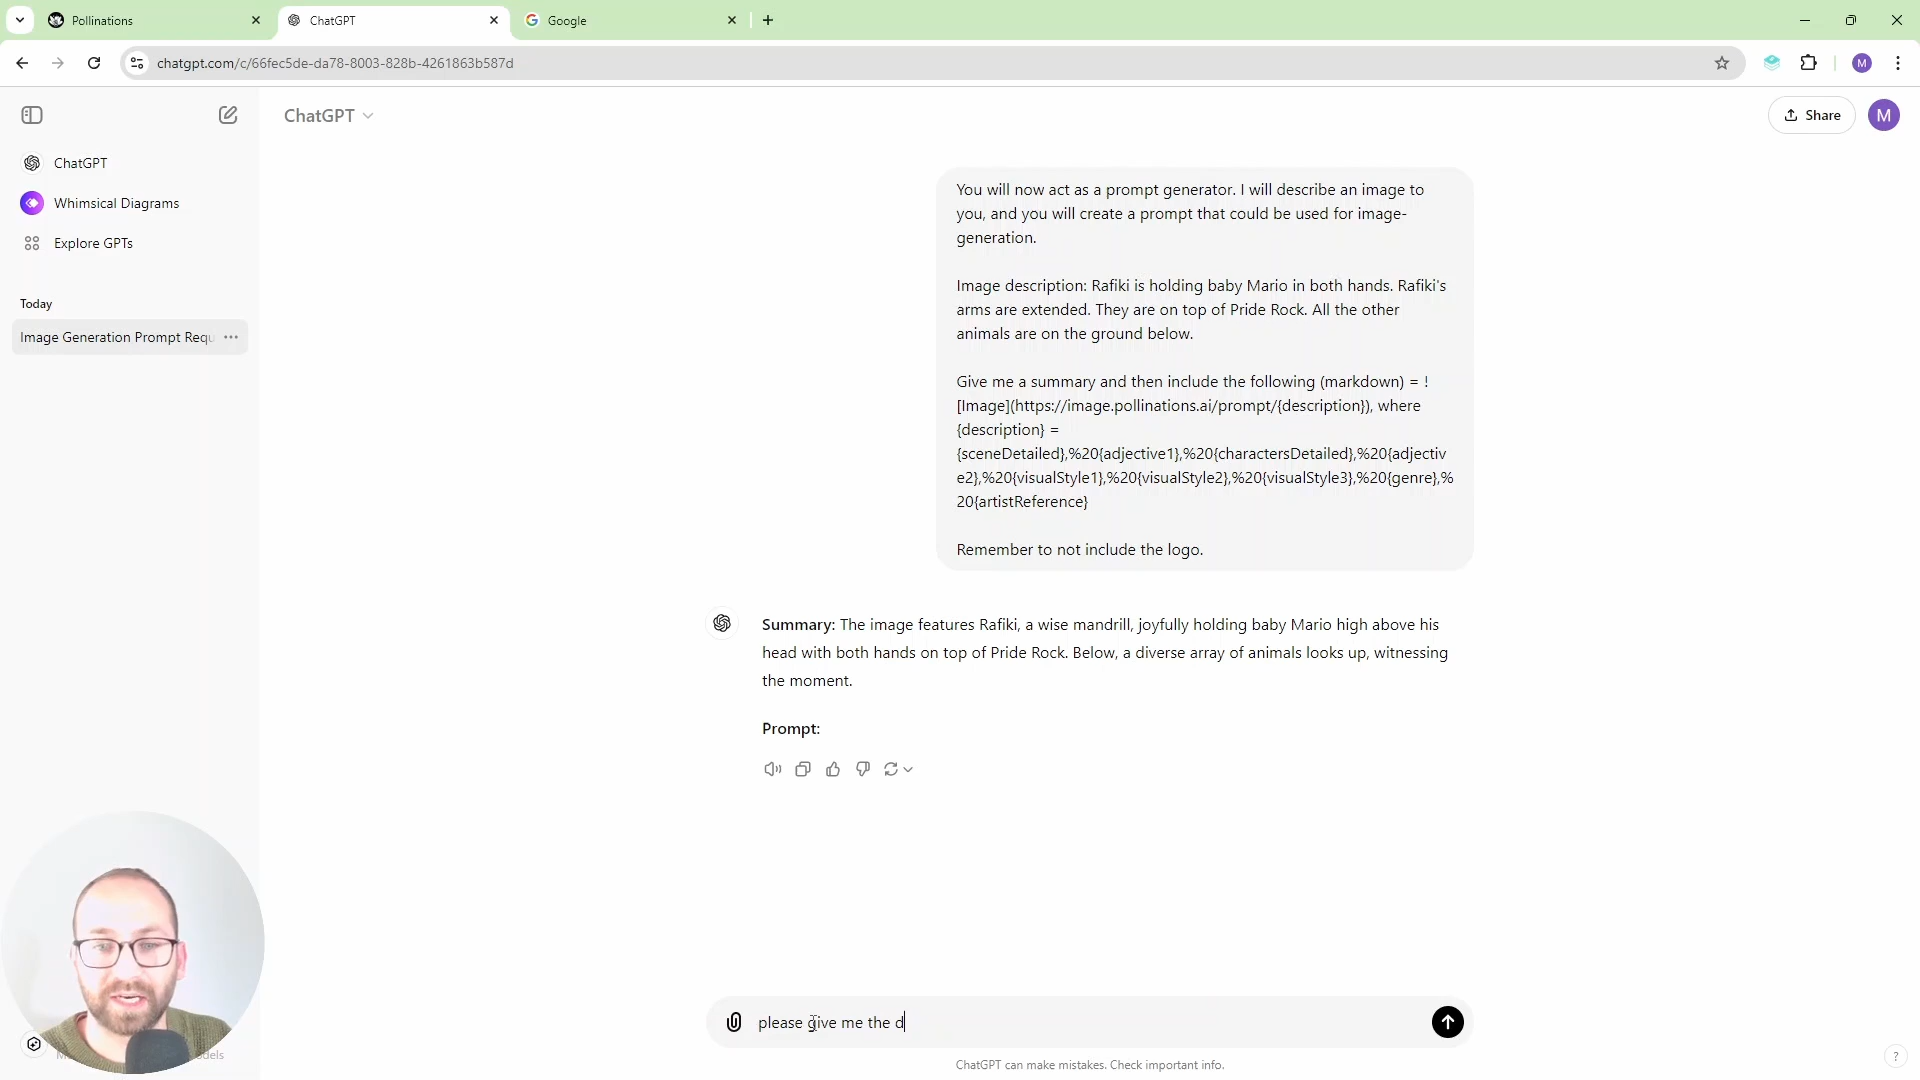 Pollinations
ChatGPT
Google
chatgpt.com/c/66fec5de-da78-8003-828b-4261863b587d
M
ChatGPT
Share
M
ChatGPT
Whimsical Diagrams
Explore GPTs
Today
Image Generation Prompt Requ
You will now act as a prompt generator. I will describe an image to
you, and you will create a prompt that could be used for image-
generation.
Image description: Rafiki is holding baby Mario in both hands. Rafiki's
arms are extended. They are on top of Pride Rock. All the other
animals are on the ground below.
Give me a summary and then include the following (markdown) = !
[Image](https://image.pollinations.ai/prompt/{description}), where
{description} =
{sceneDetailed},%20{adjective1},%20{charactersDetailed},%20{adjectiv
e2},%20{visualStyle1},%20{visualStyle2},%20{visualStyle3},%20{genre},%
20{artistReference}
Remember to not include the logo.
Summary: The image features Rafiki, a wise mandrill, joyfully holding baby Mario high above his
head with both hands on top of Pride Rock. Below, a diverse array of animals looks up, witnessing
the moment.
Prompt:
please give me the d
ChatGPT can make mistakes. Check important info.
?